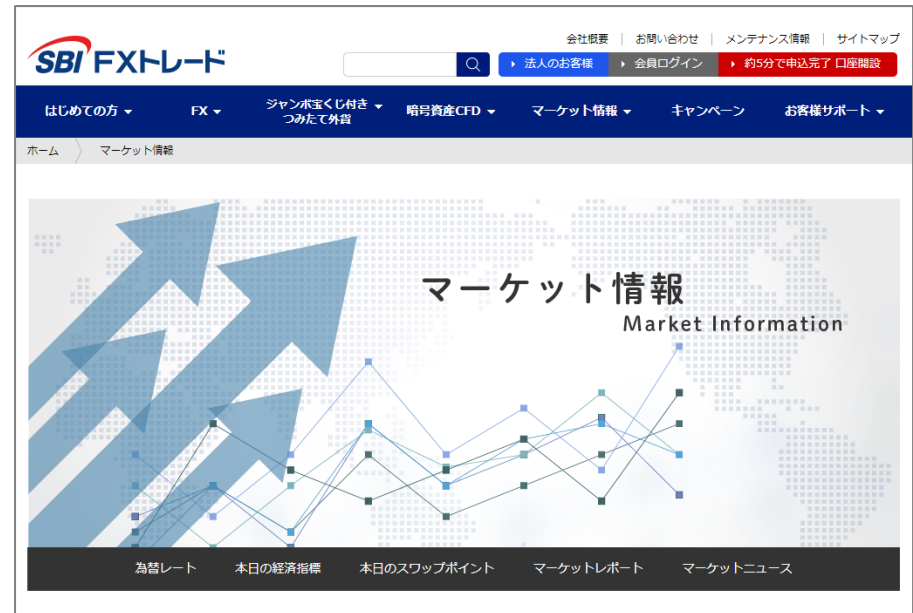 会社概要 | お問い合わせ | メンテナンス情報 | サイトマップ
SBI FXトレード
法人のお客様 会員ログイン 約5分で申込完了 口座開設
はじめての方 FX ジャンボ宝くじ付き つみたて外貨 暗号資産CFD マーケット情報 キャンペーン お客様サポート
ホーム マーケット情報
マーケット情報
Market Information
為替レート 本日の経済指標 本日のスワップポイント マーケットレポート マーケットニュース